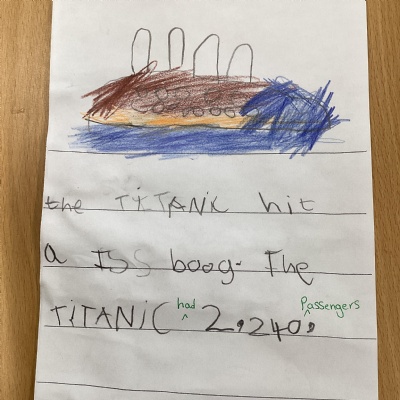 the TiTANiC hit
a ISS boog. The
TiTANiC had 2,240, Passengers